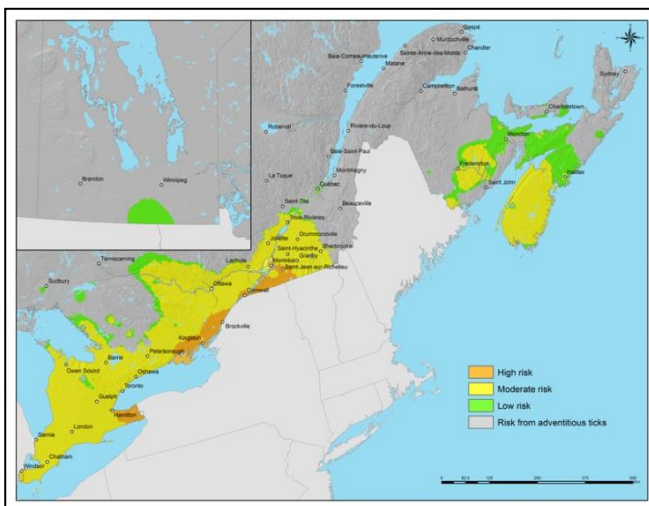 Gaspé
Murdochville
Sainte-Anne-des-Monts
Chandler
Baie-Comeau-Hauterive
Matane
Forestville
Campbellton
Bathurst
Sydney
Roberval
Rivière-du-Loup
Charlottetown
Moncton
Brandon
Winnipeg
Baie-Saint-Paul
La Tuque
Montmagny
Fredericton
Québec
Saint John
Halifax
Saint-Tite
Beauceville
Trois-Rivières
Joliette
Drummondville
Saint-Hyacinthe
Sherbrooke
Granby
Témiscaming
Lachute
Montréal
Saint-Jean-sur-Richelieu
Sudbury
Ottawa
Cornwall
Brockville
Kingston
Barrie
Peterborough
Owen Sound
Oshawa
Toronto
Guelph
Hamilton
London
Sarnia
Chatham
Windsor
High risk
Moderate risk
Low risk
Risk from adventitious ticks